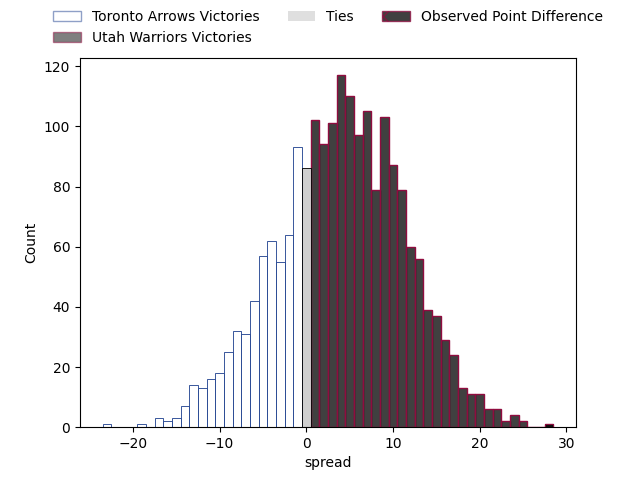 Toronto Arrows Victories
Ties
Observed Point Difference
Utah Warriors Victories
120
100
80
60
40
20
0
Count
−20
−10
0
10
20
30
spread